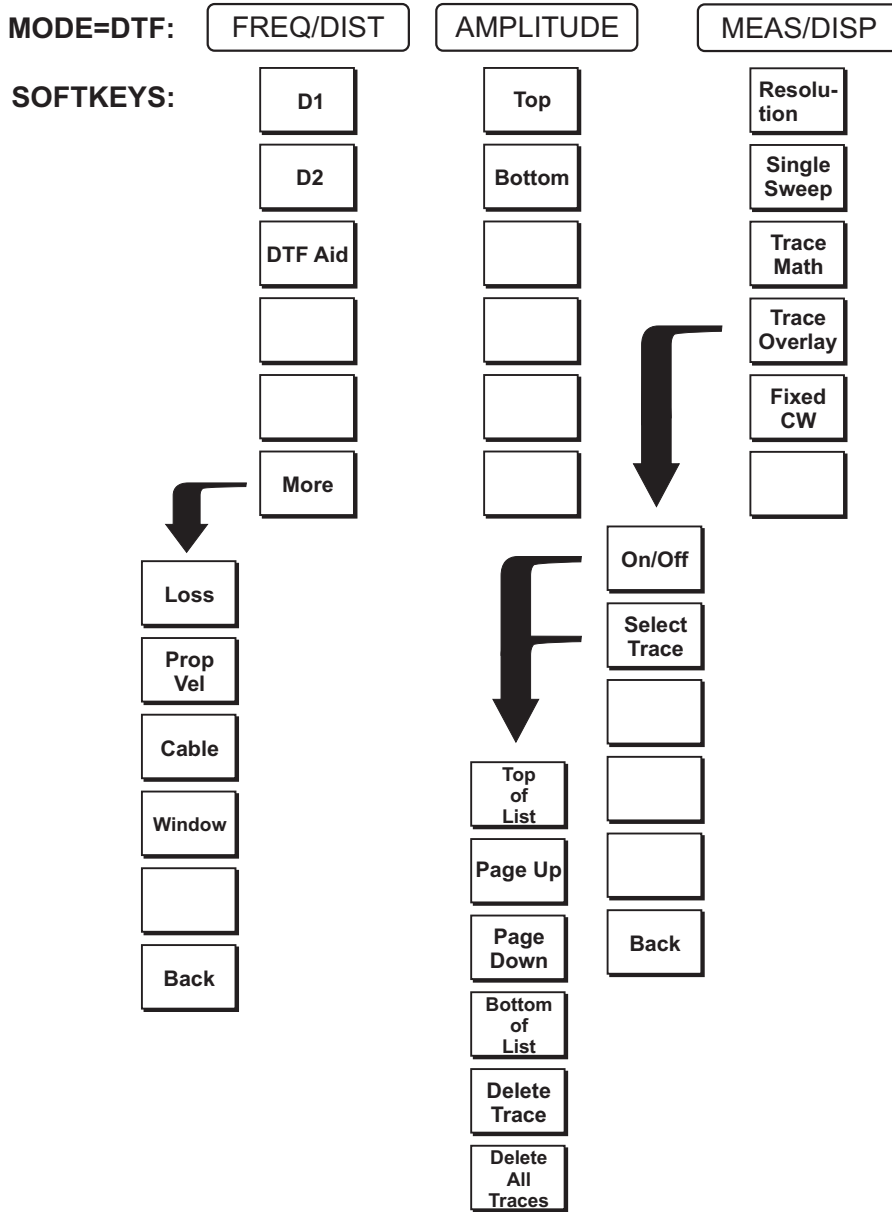 MODE=DTF:
FREQ/DIST
AMPLITUDE
MEAS/DISP
SOFTKEYS:
D1
D2
DTF Aid
More
Loss
Prop
Vel
Cable
Window
Back
Top
Bottom
Resolu-
tion
Single
Sweep
Trace
Math
Trace
Overlay
Fixed
CW
On/Off
Select
Trace
Back
Top
of
List
Page Up
Page
Down
Bottom
of
List
Delete
Trace
Delete
All
Traces